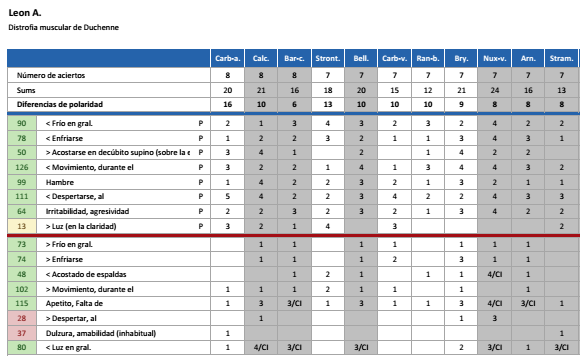 Leon A.
Distrofia muscular de Duchenne
Carb-a. Calc. Bar-c. Stront. Bell. Carb-v. Ran-b. Bry. Nux-v. Arn. Stram.
Número de aciertos 8 8 8 7 7 7 7 7 7 7 7
Sums 20 21 16 18 20 15 12 21 24 16 13
Diferencias de polaridad 16 10 6 13 10 10 10 9 8 8 8
90 < Frío en gral. P 2 1 3 4 3 2 3 2 4 2 2
78 < Enfriarse P 1 2 2 3 2 1 1 3 4 3 1
50 > Acostarse en decúbito supino (sobre la e P 3 4 1 2 1 4 2 2
126 < Movimiento, durante el P 3 2 2 1 4 1 3 4 4 3 2
99 Hambre P 1 4 2 2 3 2 1 3 2 1 1
111 < Despertarse, al P 5 4 2 2 3 4 2 2 4 3 3
64 Irritabilidad, agresividad P 2 2 3 2 3 2 1 3 4 2 2
13 > Luz (en la claridad) P 3 2 1 4 3 2
73 > Frío en gral. 1 1 1 1 1 1 1
74 > Enfriarse 1 1 1 2 3 1 1
48 < Acostado de espaldas 1 2 1 1 1 4/CI 1
102 > Movimiento, durante el 1 1 1 2 1 1 1 1
115 Apetito, Falta de 1 3 3/CI 1 3 1 1 3 4/CI 3/CI 1
28 > Despertar, al 1 1 3
37 Dulzura, amabilidad (inhabitual) 1 1
80 < Luz en gral. 1 4/CI 3/CI 3/CI 2 3/CI 1 3/CI